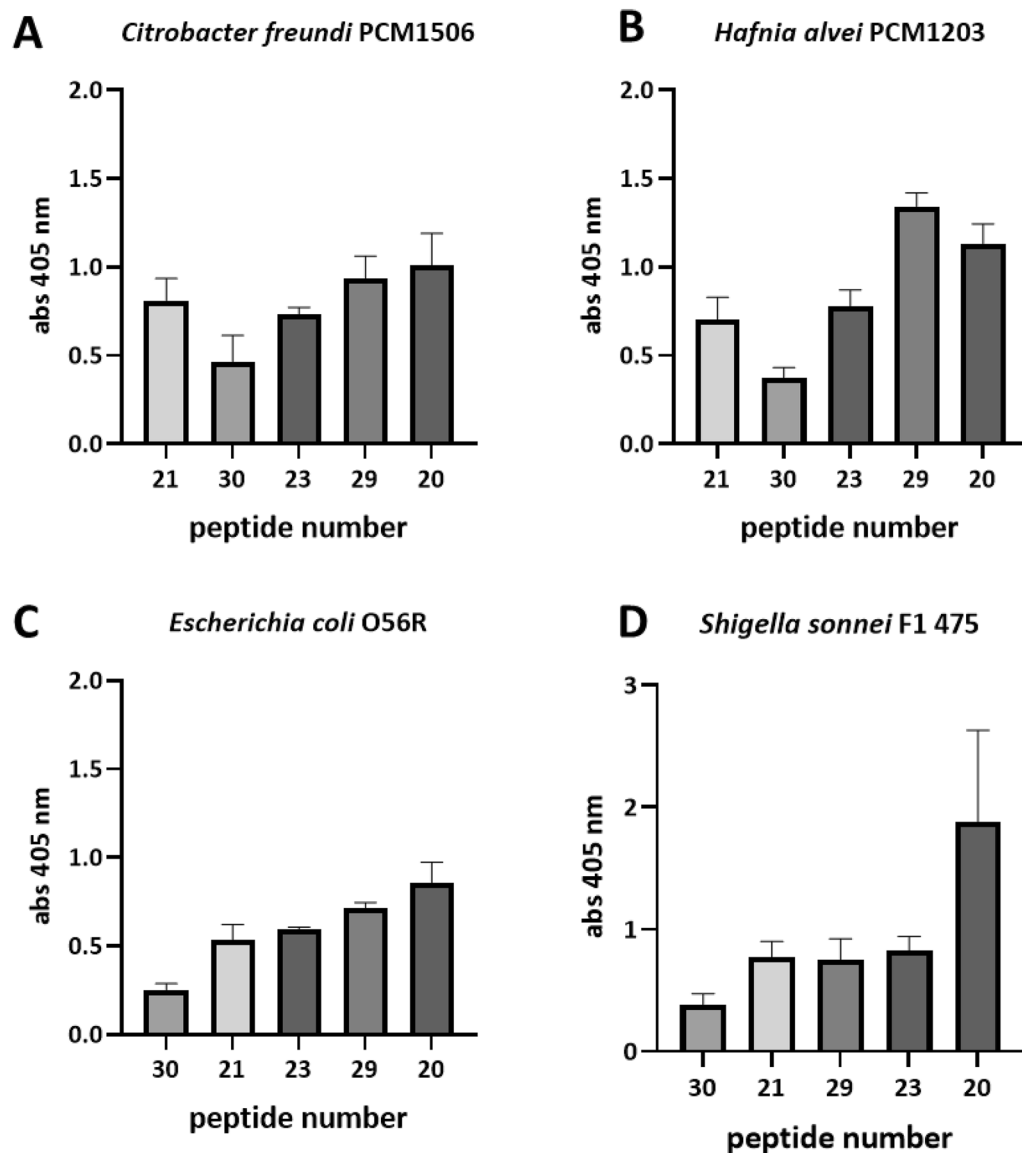 A
Citrobacter freundi PCM1506
2.0
1.5
1.0
0.5
0.0
abs 405 nm
21 30 23 29 20
peptide number
B
Hafnia alvei PCM1203
2.0
1.5
1.0
0.5
0.0
abs 405 nm
21 30 23 29 20
peptide number
C
Escherichia coli O56R
2.0
1.5
1.0
0.5
0.0
abs 405 nm
30 21 23 29 20
peptide number
D
Shigella sonnei F1 475
3
2
1
0
abs 405 nm
30 21 29 23 20
peptide number